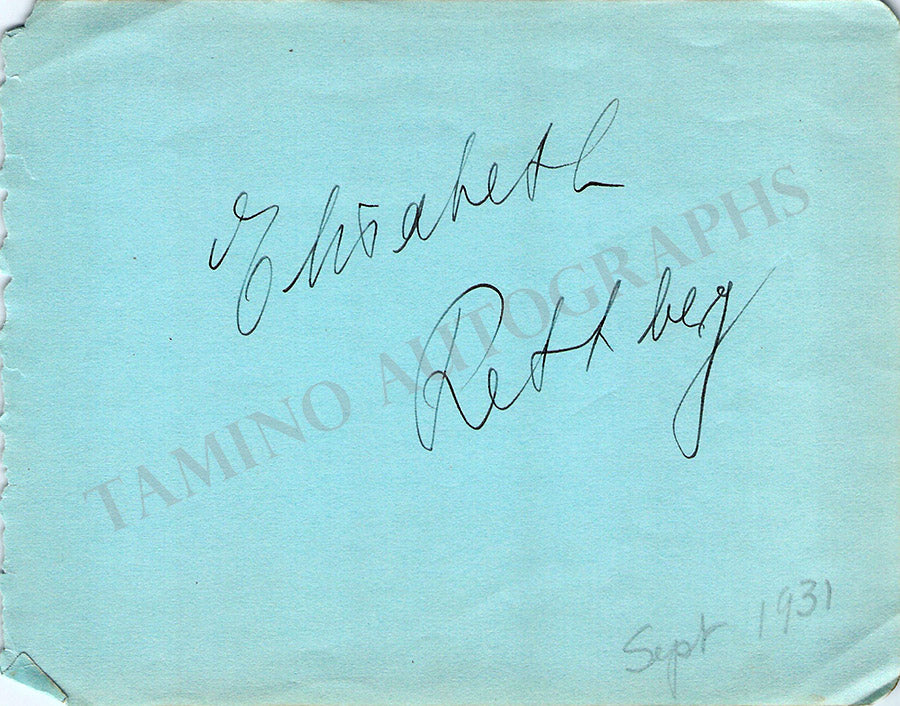 Elisabeth
Rethberg
TAMINO AUTOGRAPHS
Sept 1931